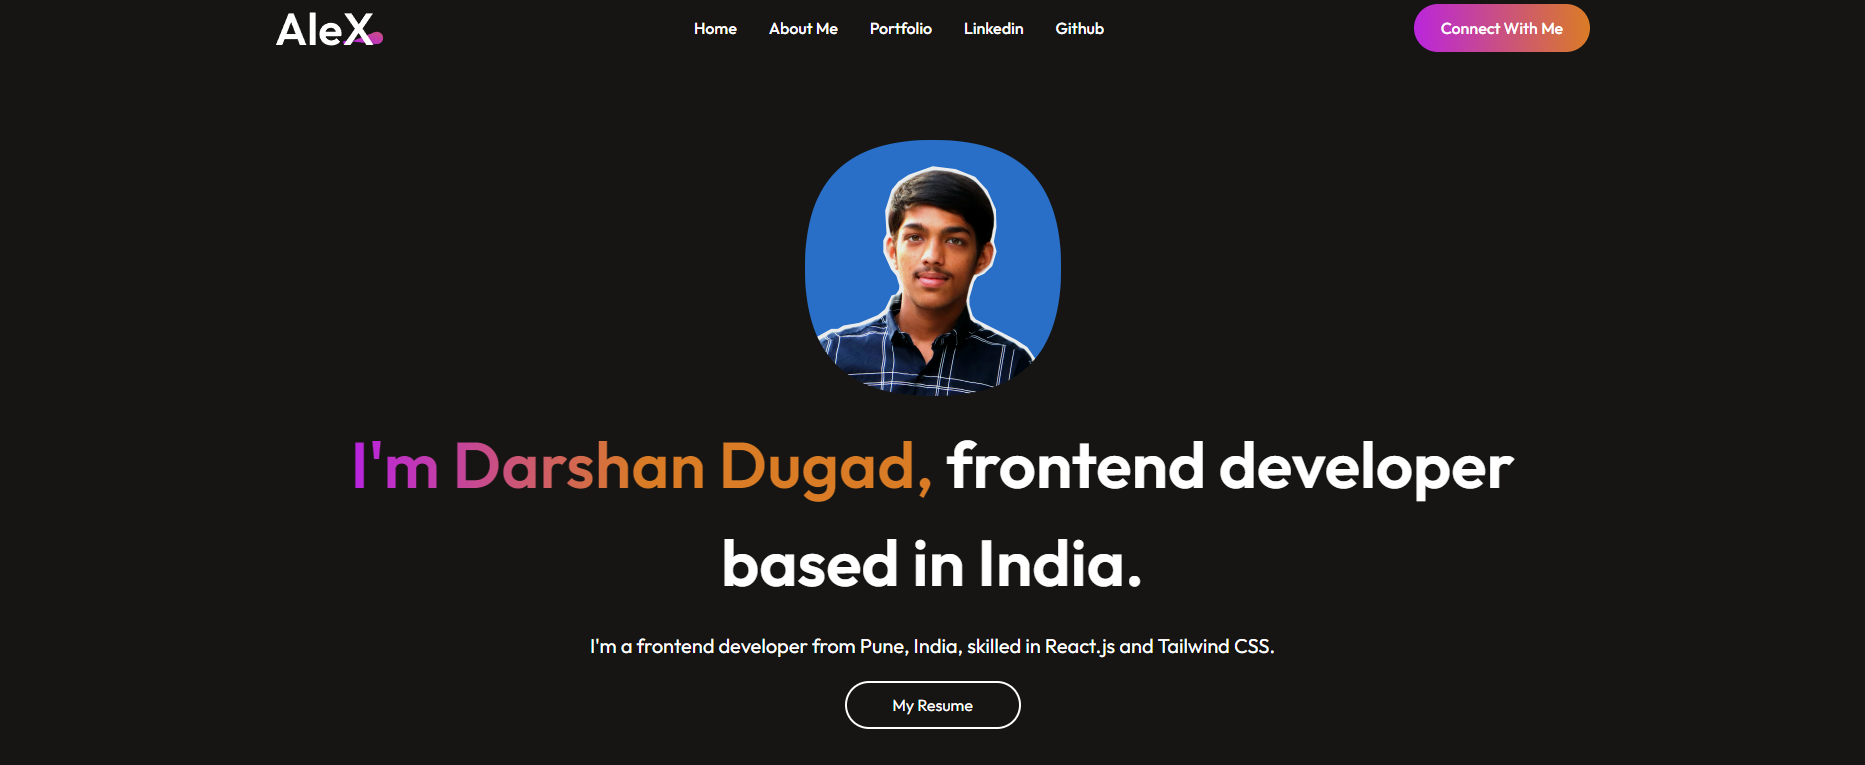 AleX
Home About Me Portfolio Linkedin Github
Connect With Me
I'm Darshan Dugad, frontend developer
based in India.
I'm a frontend developer from Pune, India, skilled in React.js and Tailwind CSS.
My Resume